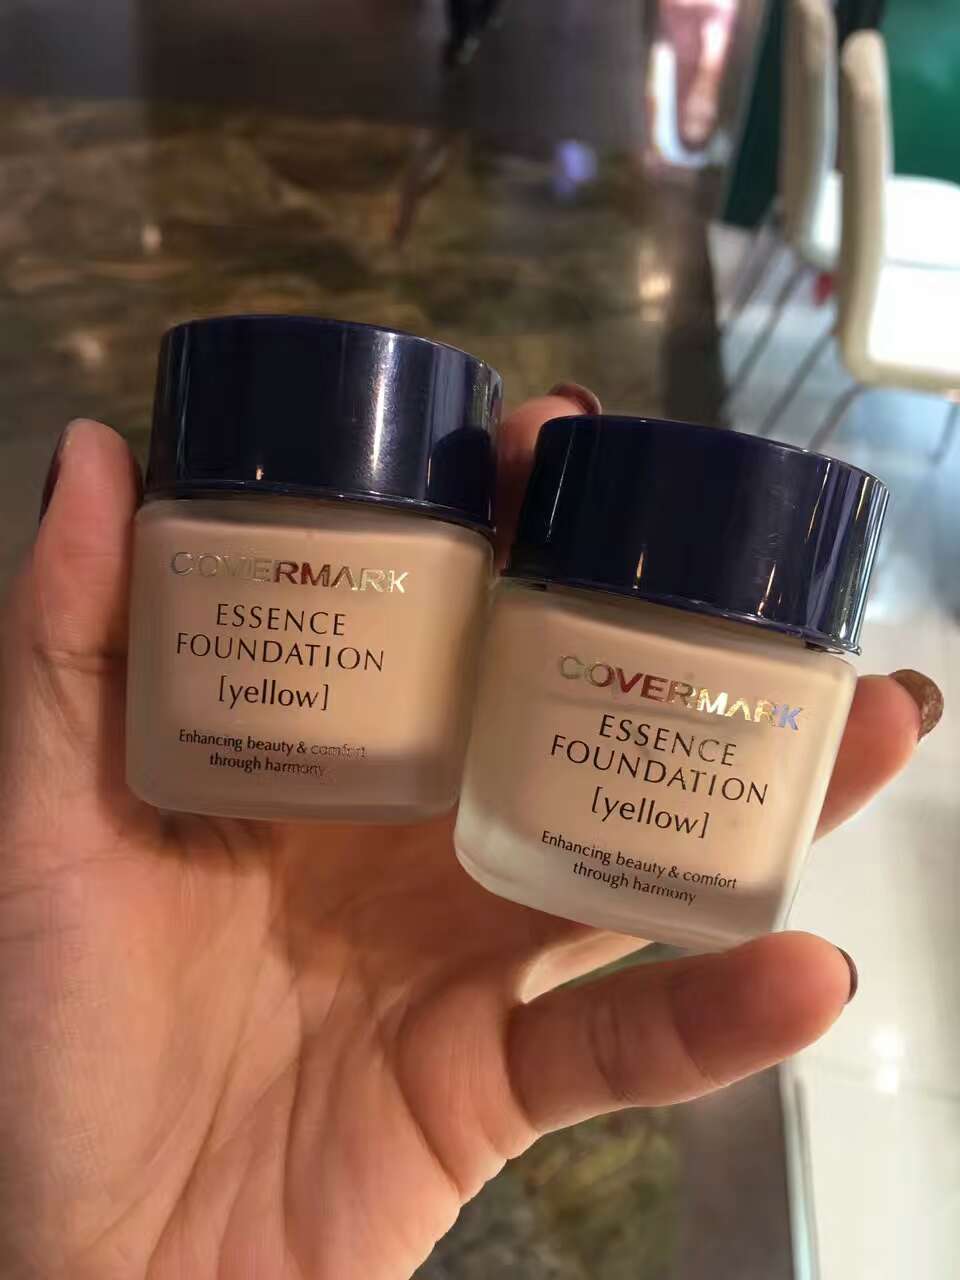 COVERMARK
ESSENCE
FOUNDATION
[yellow]
Enhancing beauty & comfort
through harmony
COVERMARK
ESSENCE
FOUNDATION
[yellow]
Enhancing beauty & comfort
through harmony